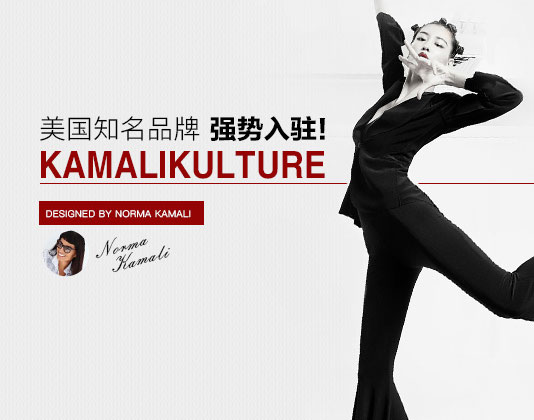 美国知名品牌 强势入驻!
KAMALIKULTURE
DESIGNED BY NORMA KAMALI
Norma
Kamali